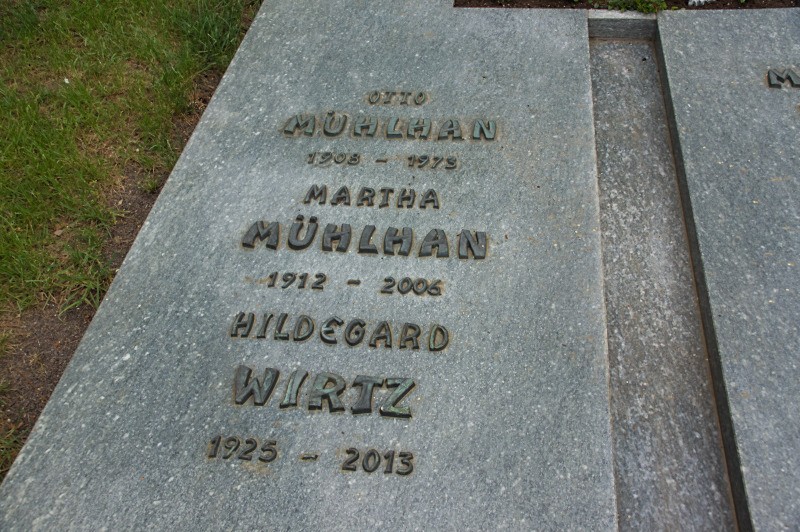 OTTO
MÜHLHAN
1908 - 1973
MARTHA
MÜHLHAN
1912 - 2006
HILDEGARD
WIRTZ
1925 - 2013